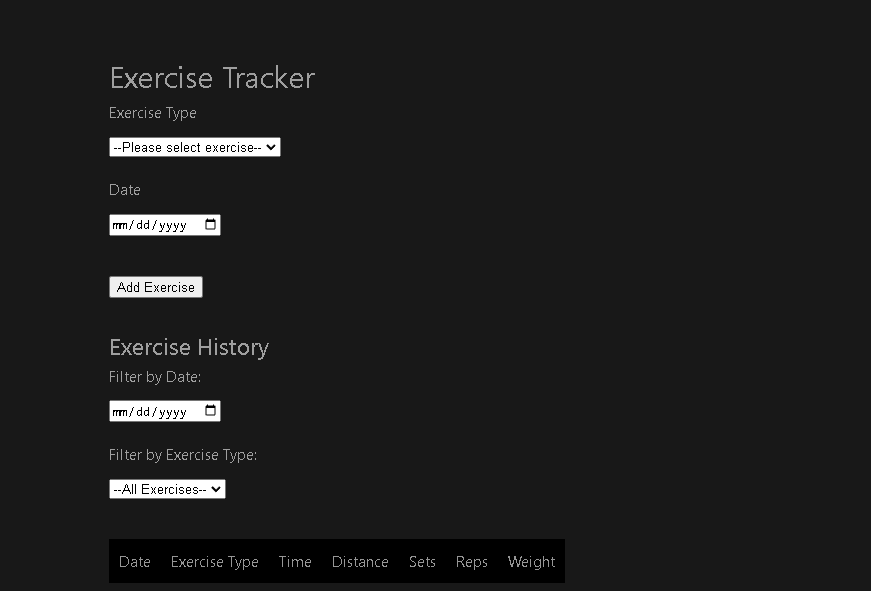 Exercise Tracker
Exercise Type
--Please select exercise--
Date
mm/dd/yyyy
Add Exercise
Exercise History
Filter by Date:
mm/dd/yyyy
Filter by Exercise Type:
--All Exercises--
Date Exercise Type Time Distance Sets Reps Weight